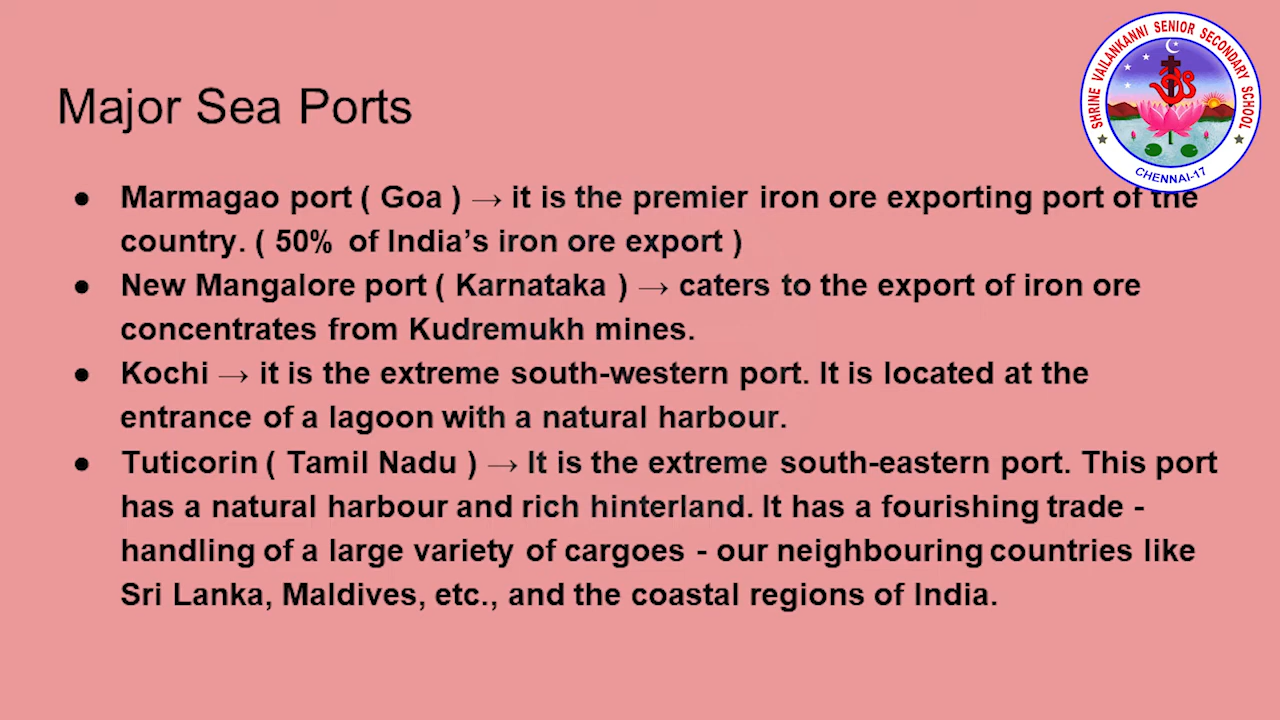 SHRINE VAILANKANNI SENIOR SECONDARY SCHOOL
CHENNAI-17
Major Sea Ports
● Marmagao port ( Goa ) → it is the premier iron ore exporting port of the
country. ( 50% of India's iron ore export )
● New Mangalore port ( Karnataka ) → caters to the export of iron ore
concentrates from Kudremukh mines.
● Kochi → it is the extreme south-western port. It is located at the
entrance of a lagoon with a natural harbour.
● Tuticorin ( Tamil Nadu ) → It is the extreme south-eastern port. This port
has a natural harbour and rich hinterland. It has a fourishing trade -
handling of a large variety of cargoes - our neighbouring countries like
Sri Lanka, Maldives, etc., and the coastal regions of India.